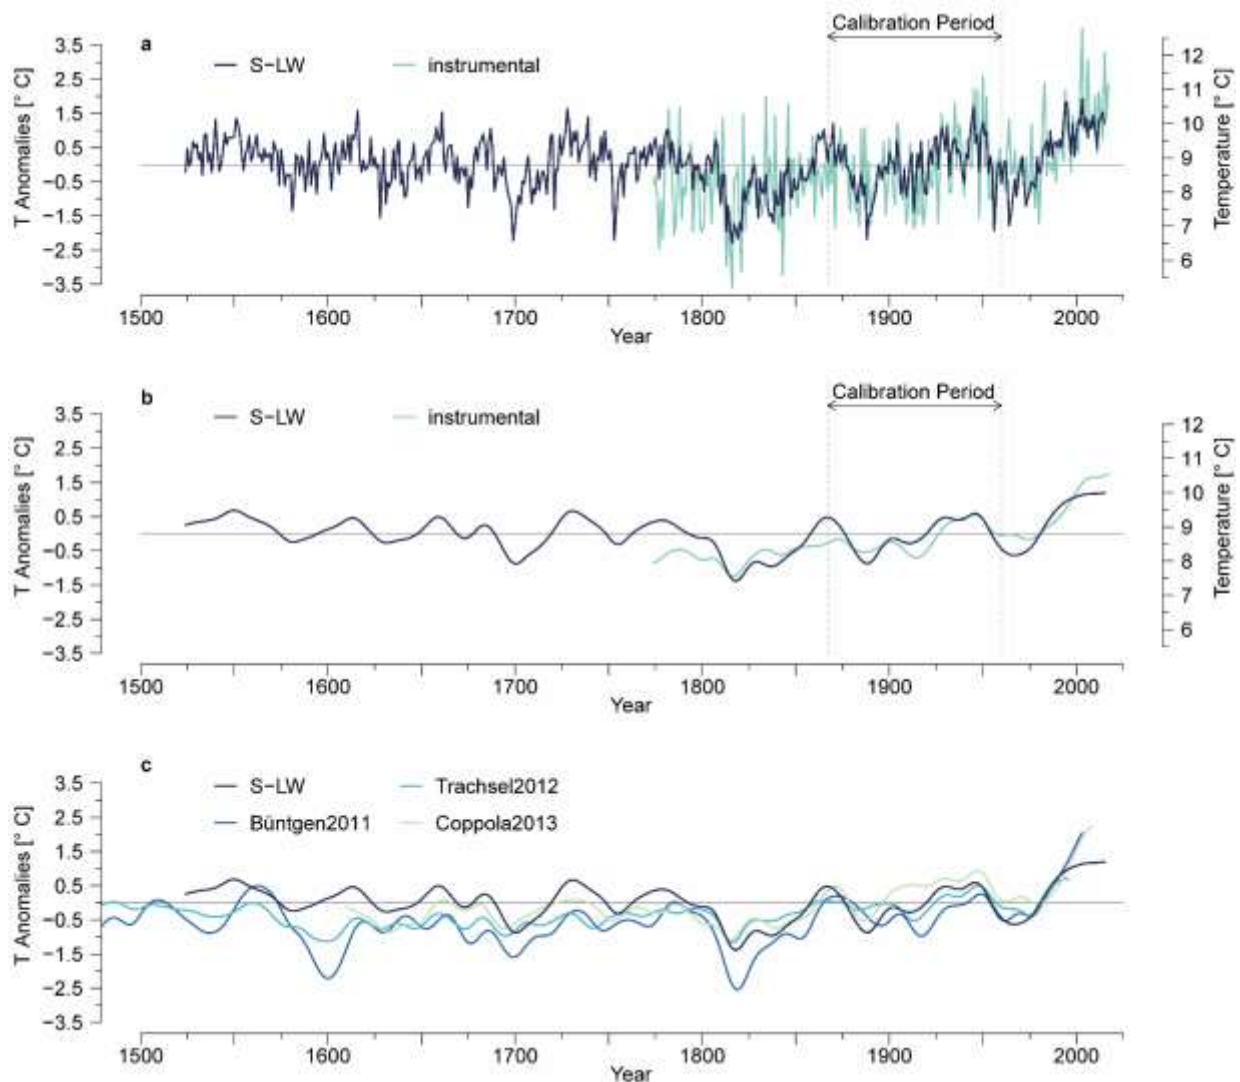 Calibration Period
a
S−LW instrumental
T Anomalies [° C]
3.5
2.5
1.5
0.5
−0.5
−1.5
−2.5
−3.5
12
11
10
9
8
7
6
Temperature [° C]
1500 1600 1700 1800 1900 2000
Year
Calibration Period
b
S−LW instrumental
T Anomalies [° C]
3.5
2.5
1.5
0.5
−0.5
−1.5
−2.5
−3.5
12
11
10
9
8
7
6
Temperature [° C]
1500 1600 1700 1800 1900 2000
Year
c
S−LW Trachsel2012
Büntgen2011 Coppola2013
T Anomalies [° C]
3.5
2.5
1.5
0.5
−0.5
−1.5
−2.5
−3.5
1500 1600 1700 1800 1900 2000
Year